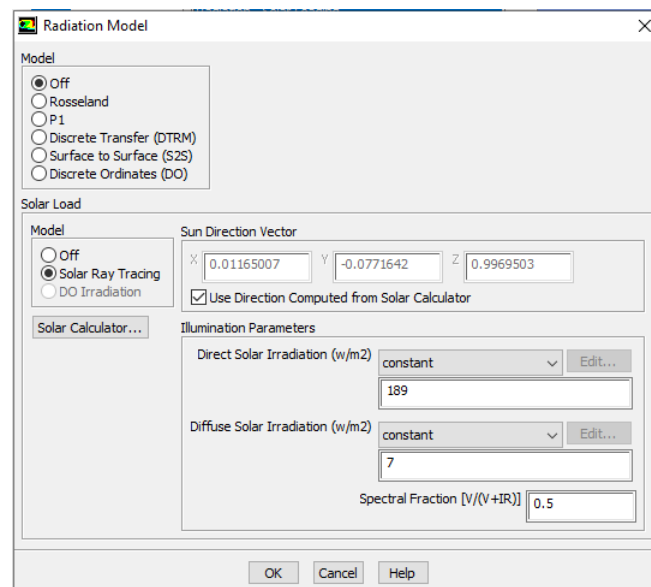 Radiation Model
Model
Off
Rosseland
P1
Discrete Transfer (DTRM)
Surface to Surface (S2S)
Discrete Ordinates (DO)
Solar Load
Model
Off
Solar Ray Tracing
DO Irradiation
Solar Calculator...
Sun Direction Vector
X 0.01165007 Y -0.0771642 Z 0.9969503
Use Direction Computed from Solar Calculator
Illumination Parameters
Direct Solar Irradiation (w/m2) constant Edit...
189
Diffuse Solar Irradiation (w/m2) constant Edit...
7
Spectral Fraction [V/(V+IR)] 0.5
OK Cancel Help